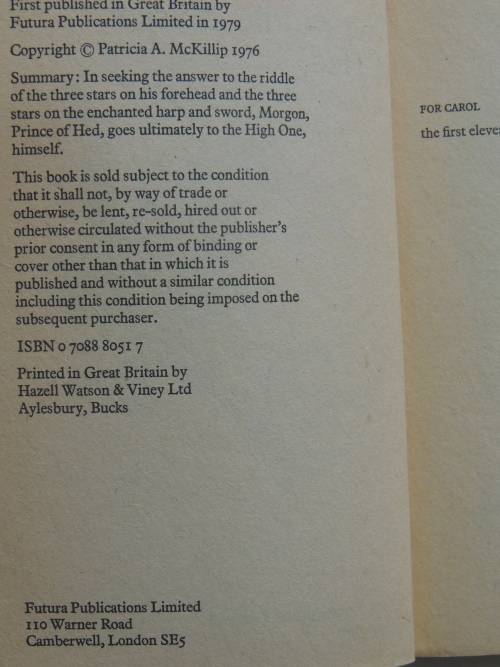 First published in Great Britain by
Futura Publications Limited in 1979
Copyright © Patricia A. McKillip 1976
Summary: In seeking the answer to the riddle
of the three stars on his forehead and the three
stars on the enchanted harp and sword, Morgon,
Prince of Hed, goes ultimately to the High One,
himself.
This book is sold subject to the condition
that it shall not, by way of trade or
otherwise, be lent, re-sold, hired out or
otherwise circulated without the publisher's
prior consent in any form of binding or
cover other than that in which it is
published and without a similar condition
including this condition being imposed on the
subsequent purchaser.
ISBN 0 7088 8051 7
Printed in Great Britain by
Hazell Watson & Viney Ltd
Aylesbury, Bucks
Futura Publications Limited
110 Warner Road
Camberwell, London SE5
FOR CAROL
the first